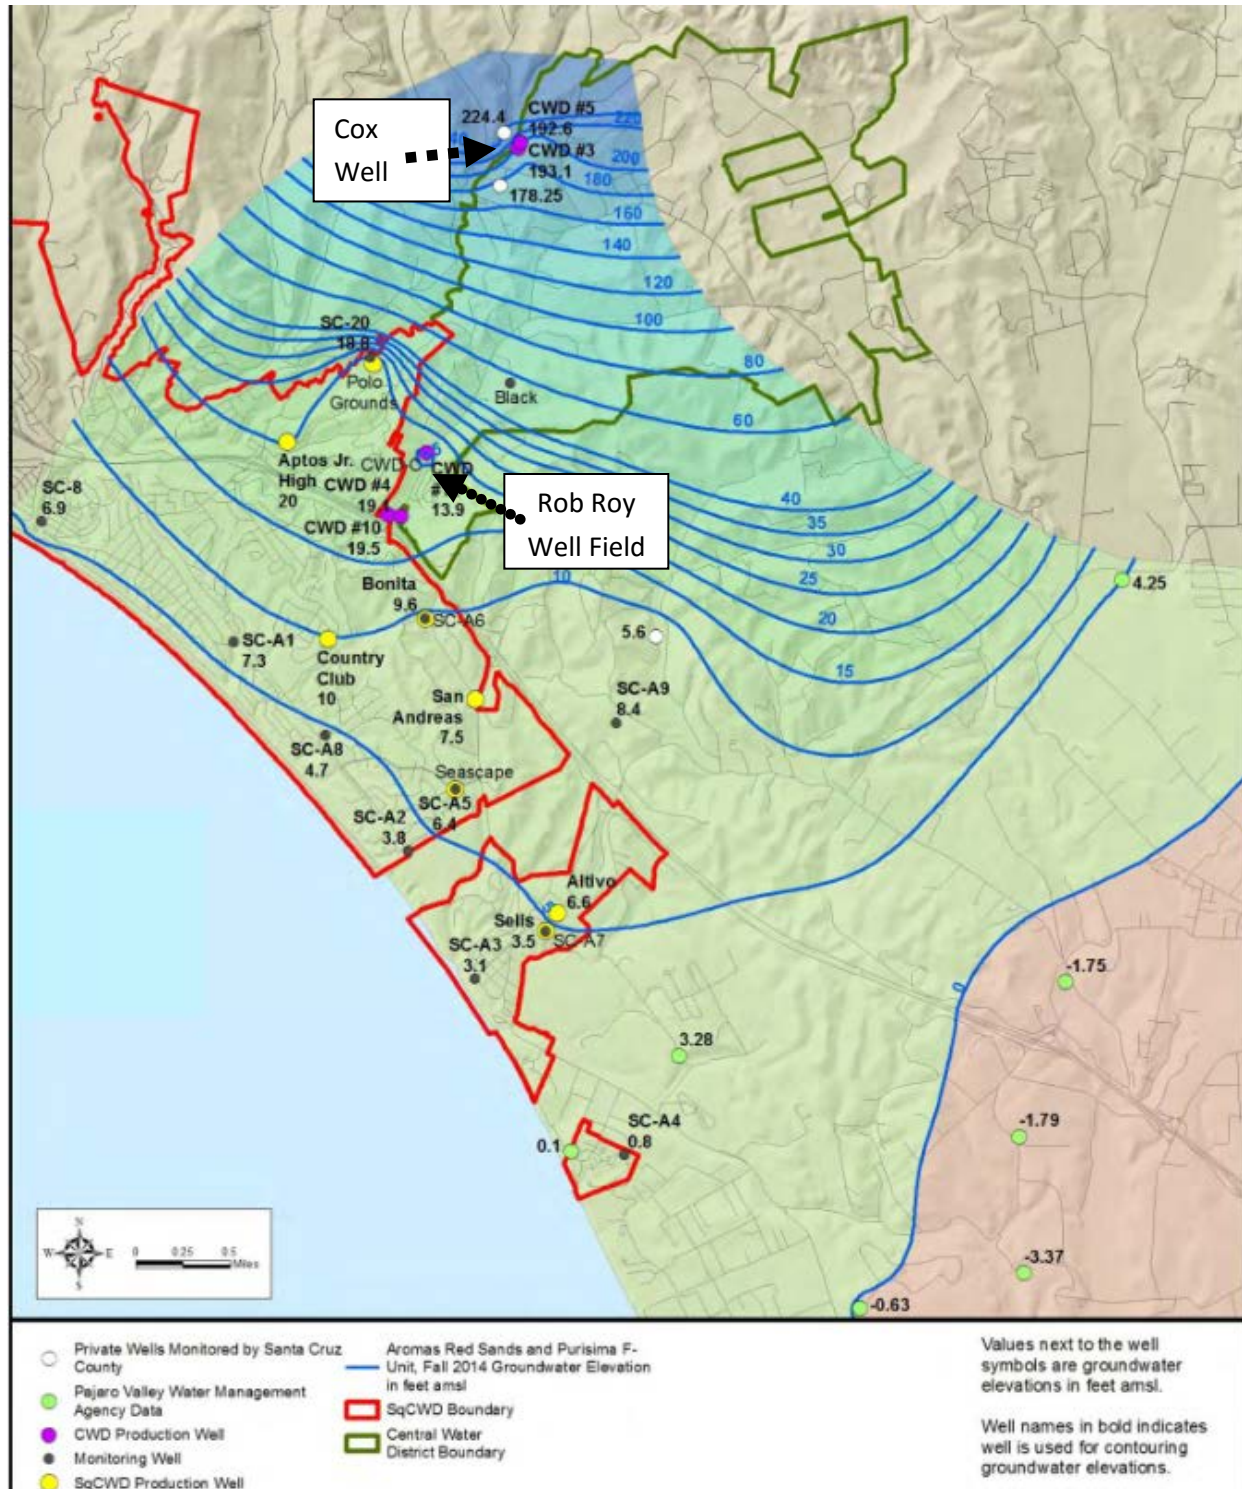 Cox
Well
224.4
CWD #5
192.6
CWD #3
193.1
178.25
220
200
180
160
140
120
100
80
60
SC-20
18.8
Polo
Grounds
Black
Aptos Jr.
High
20
CWD #4
CWD
13.9
CWD #10
19.5
Rob Roy
Well Field
40
35
30
25
20
15
10
SC-8
6.9
4.25
Bonita
9.6
SC-A6
5.6
SC-A1
7.3
Country
Club
10
San
Andreas
7.5
SC-A9
8.4
SC-A8
4.7
Seascape
SC-A5
6.4
SC-A2
3.8
Altivo
6.6
5
Sells
3.5
SC-A7
SC-A3
3.1
0
-1.75
3.28
-1.79
SC-A4
0.8
0.1
-3.37
-0.63
N
W E
S
0 0.25 0.5
Miles
Private Wells Monitored by Santa Cruz
County
Pajaro Valley Water Management
Agency Data
CWD Production Well
Monitoring Well
SqCWD Production Well
Aromas Red Sands and Purisima F-
Unit, Fall 2014 Groundwater Elevation
in feet amsl
SqCWD Boundary
Central Water
District Boundary
Values next to the well
symbols are groundwater
elevations in feet amsl.
Well names in bold indicates
well is used for contouring
groundwater elevations.